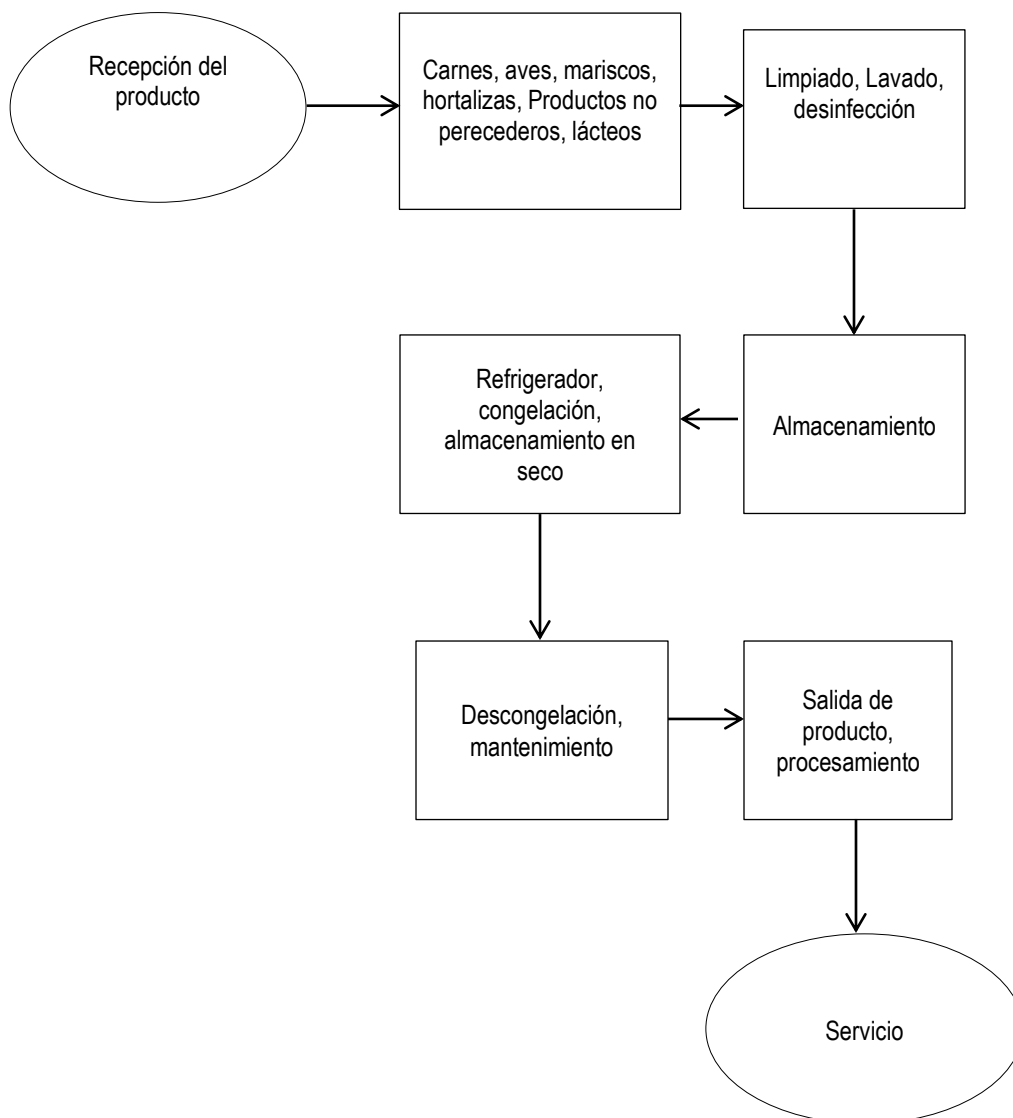 Recepción del
producto
Carnes, aves, mariscos,
hortalizas, Productos no
perecederos, lácteos
Limpiado, Lavado,
desinfección
Almacenamiento
Refrigerador,
congelación,
almacenamiento en
seco
Descongelación,
mantenimiento
Salida de
producto,
procesamiento
Servicio